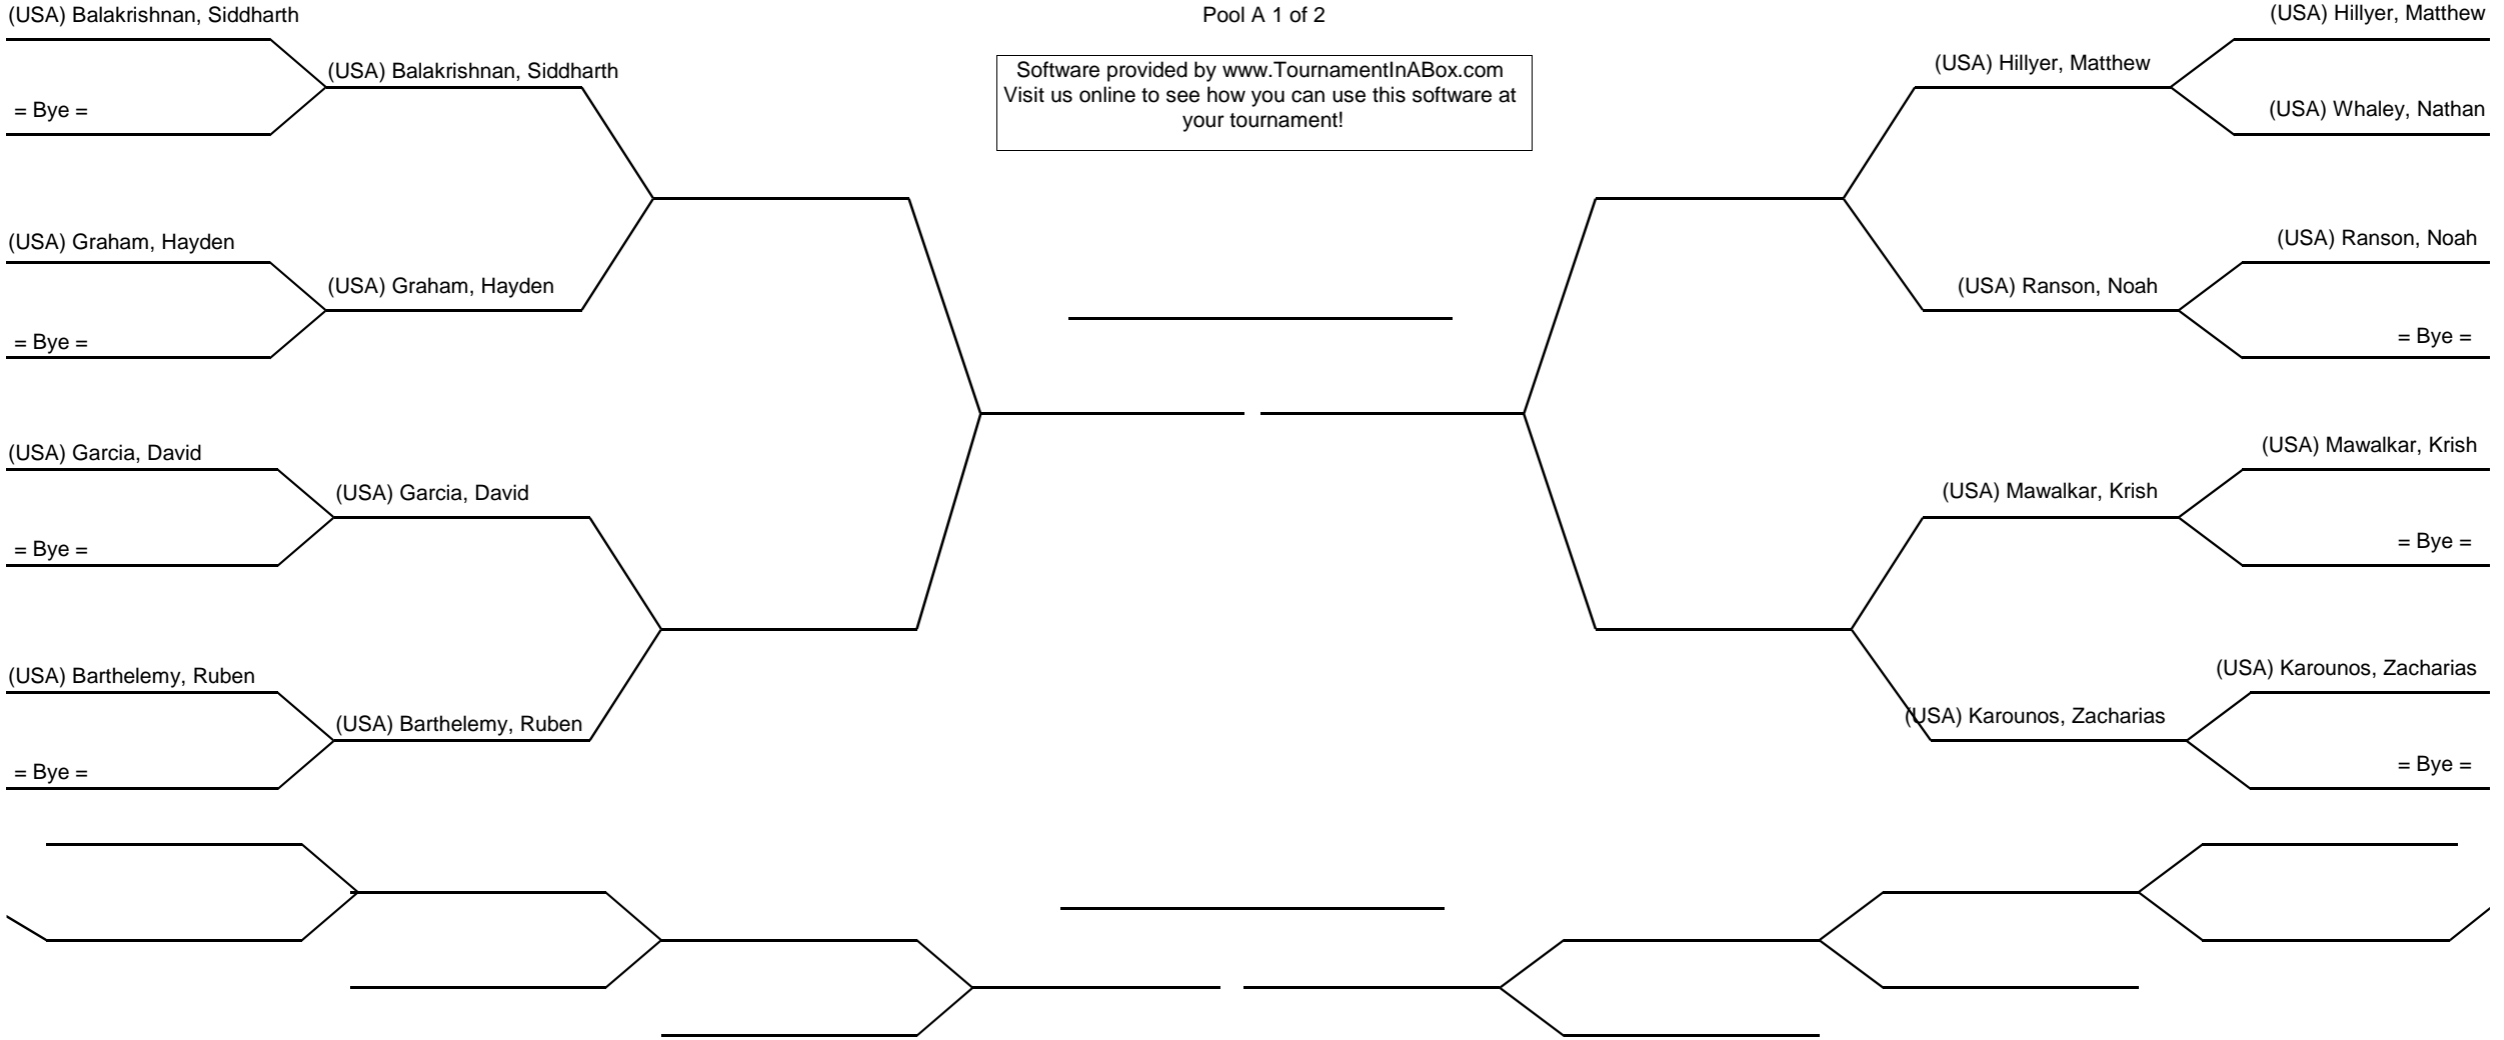 (USA) Balakrishnan, Siddharth
(USA) Balakrishnan, Siddharth
= Bye =
(USA) Graham, Hayden
(USA) Graham, Hayden
= Bye =
(USA) Garcia, David
(USA) Garcia, David
= Bye =
(USA) Barthelemy, Ruben
(USA) Barthelemy, Ruben
= Bye =
Pool A 1 of 2
Software provided by www.TournamentInABox.com
Visit us online to see how you can use this software at
your tournament!
(USA) Hillyer, Matthew
(USA) Hillyer, Matthew
(USA) Whaley, Nathan
(USA) Ranson, Noah
(USA) Ranson, Noah
= Bye =
(USA) Mawalkar, Krish
(USA) Mawalkar, Krish
= Bye =
(USA) Karounos, Zacharias
(USA) Karounos, Zacharias
= Bye =